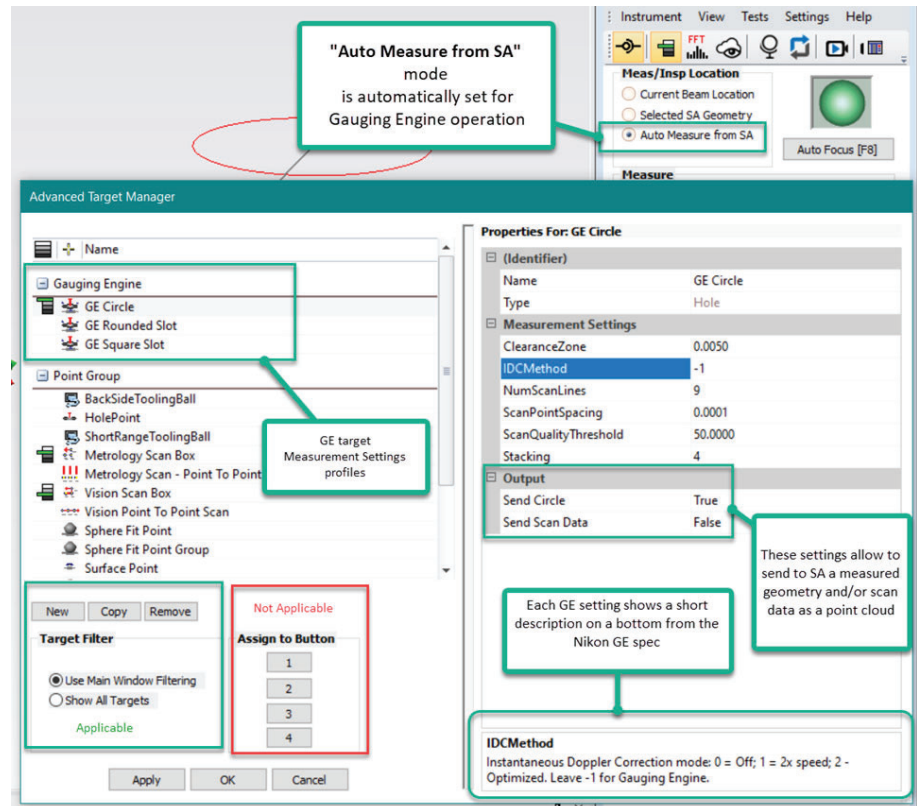 Instrument View Tests Settings Help
FFT
"Auto Measure from SA"
mode
is automatically set for
Gauging Engine operation
Meas/Insp Location
Current Beam Location
Selected SA Geometry
Auto Measure from SA
Auto Focus [F8]
Measure
Advanced Target Manager
Name
Gauging Engine
GE Circle
GE Rounded Slot
GE Square Slot
Point Group
BackSideToolingBall
HolePoint
ShortRangeToolingBall
Metrology Scan Box
Metrology Scan - Point To Point
Vision Scan Box
Vision Point To Point Scan
Sphere Fit Point
Sphere Fit Point Group
Surface Point
GE target
Measurement Settings
profiles
New Copy Remove
Target Filter
Use Main Window Filtering
Show All Targets
Applicable
Not Applicable
Assign to Button
1
2
3
4
Apply OK Cancel
Properties For: GE Circle
(Identifier)
Name GE Circle
Type Hole
Measurement Settings
ClearanceZone 0.0050
IDCMethod -1
NumScanLines 9
ScanPointSpacing 0.0001
ScanQualityThreshold 50.0000
Stacking 4
Output
Send Circle True
Send Scan Data False
These settings allow to
send to SA a measured
geometry and/or scan
data as a point cloud
Each GE setting shows a short
description on a bottom from the
Nikon GE spec
IDCMethod
Instantaneous Doppler Correction mode: 0 = Off; 1 = 2x speed; 2 -
Optimized. Leave -1 for Gauging Engine.